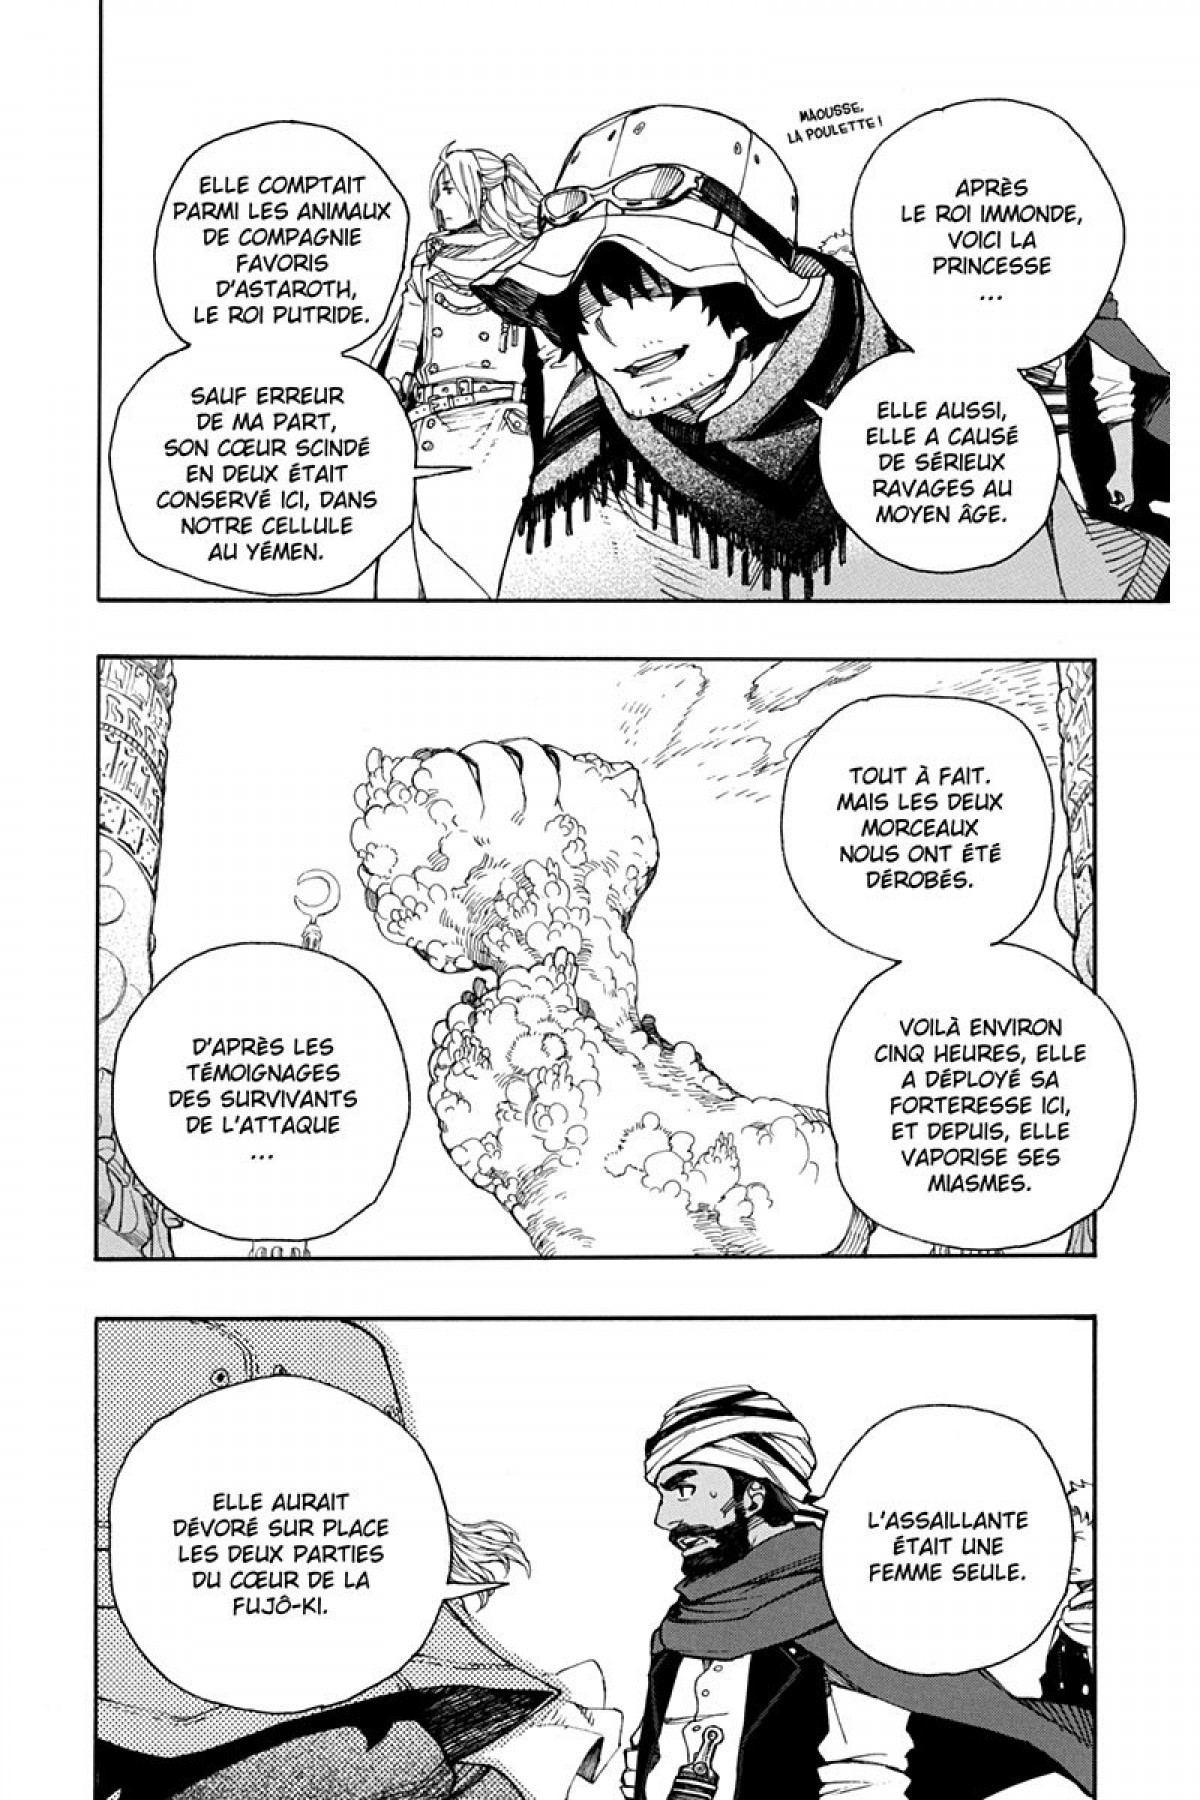 APRÈS
LE ROI IMMONDE,
VOICI LA
PRINCESSE
...
MAOUSSE,
LA POULETTE !
ELLE AUSSI,
ELLE A CAUSÉ
DE SÉRIEUX
RAVAGES AU
MOYEN ÂGE.
ELLE COMPTAIT
PARMI LES ANIMAUX
DE COMPAGNIE
FAVORIS
D'ASTAROTH,
LE ROI PUTRIDE.
SAUF ERREUR
DE MA PART,
SON CŒUR SCINDÉ
EN DEUX ÉTAIT
CONSERVÉ ICI, DANS
NOTRE CELLULE
AU YÉMEN.
TOUT À FAIT.
MAIS LES DEUX
MORCEAUX
NOUS ONT ÉTÉ
DÉROBÉS.
VOILÀ ENVIRON
CINQ HEURES, ELLE
A DÉPLOYÉ SA
FORTERESSE ICI,
ET DEPUIS, ELLE
VAPORISE SES
MIASMES.
D'APRÈS LES
TÉMOIGNAGES
DES SURVIVANTS
DE L'ATTAQUE
...
L'ASSAILLANTE
ÉTAIT UNE
FEMME SEULE.
ELLE AURAIT
DÉVORÉ SUR PLACE
LES DEUX PARTIES
DU CŒUR DE LA
FUJÔ-KI.